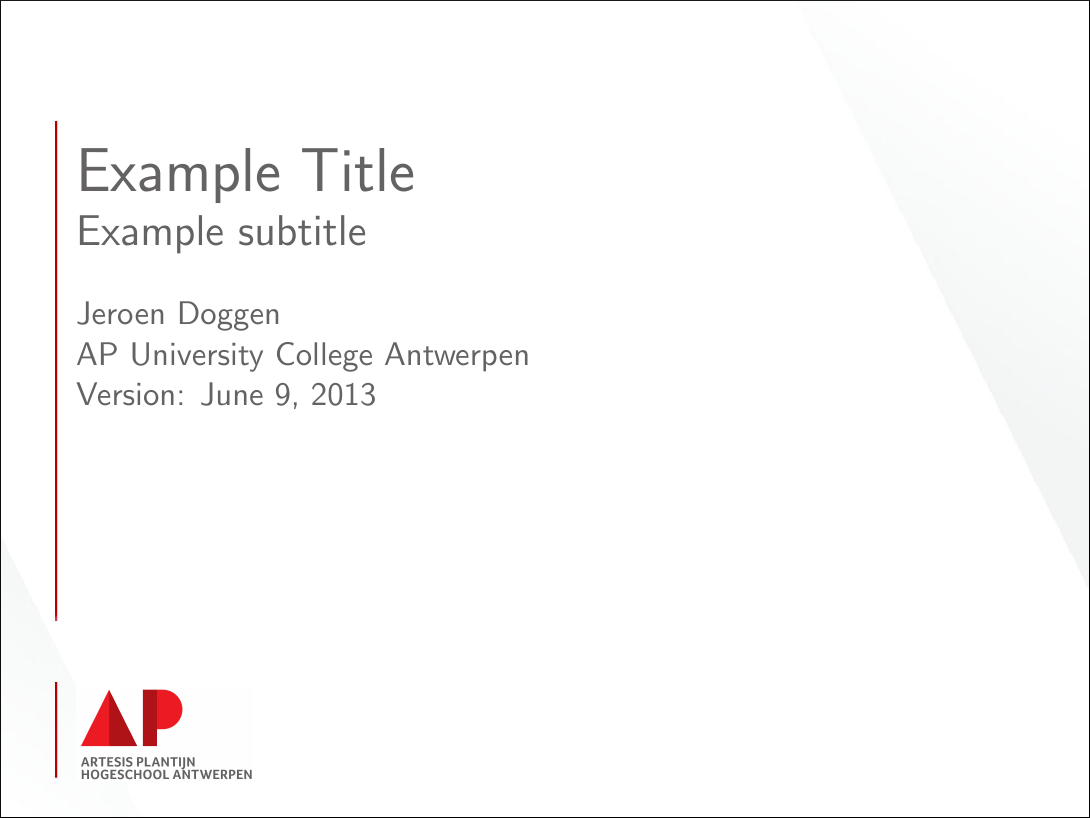 Example Title
Example subtitle
Jeroen Doggen
AP University College Antwerpen
Version: June 9, 2013
AP
ARTESIS PLANTIJN
HOGESCHOOL ANTWERPEN